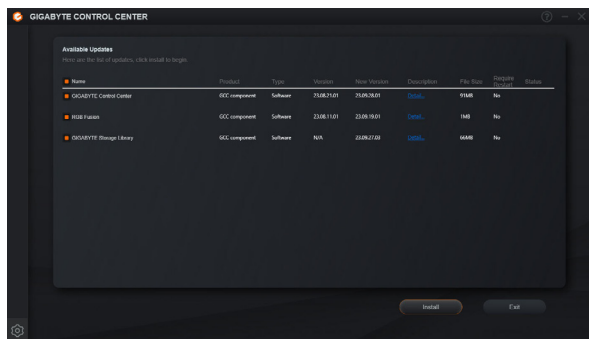 GIGABYTE CONTROL CENTER
Available Updates
Here are the list of updates, click install to begin
Name Product Type Version New Version Description File Size Require Restart Status
GIGABYTE Control Center GCC component Software 23.08.21.01 23.09.28.01 Detail... 91MB No
RGB Fusion GCC component Software 23.08.11.01 23.09.19.01 Detail... 1MB No
GIGABYTE Storage Library GCC component Software N/A 23.09.27.03 Detail... 66MB No
Install Exit